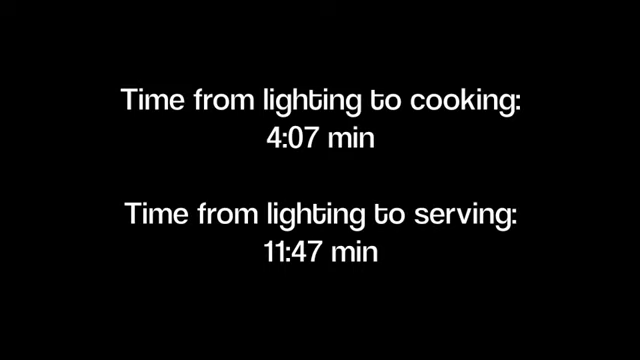 Time from lighting to cooking:
4:07 min
Time from lighting to serving:
11:47 min